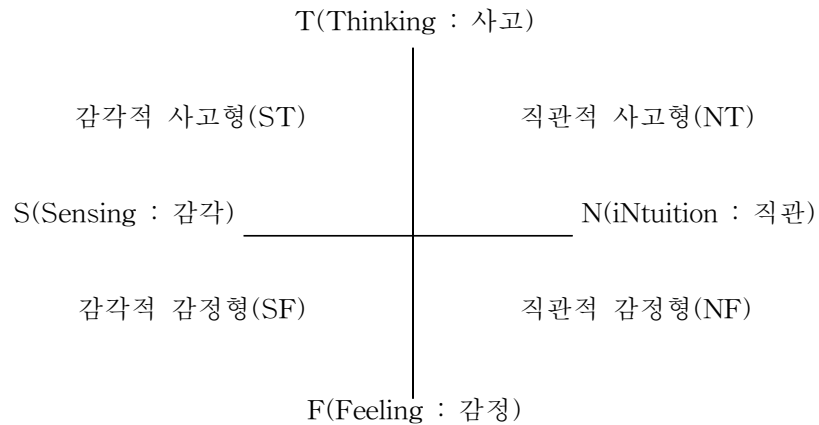 T(Thinking : 사고)
감각적 사고형(ST)
직관적 사고형(NT)
S(Sensing : 감각)
N(iNtuition : 직관)
감각적 감정형(SF)
직관적 감정형(NF)
F(Feeling : 감정)